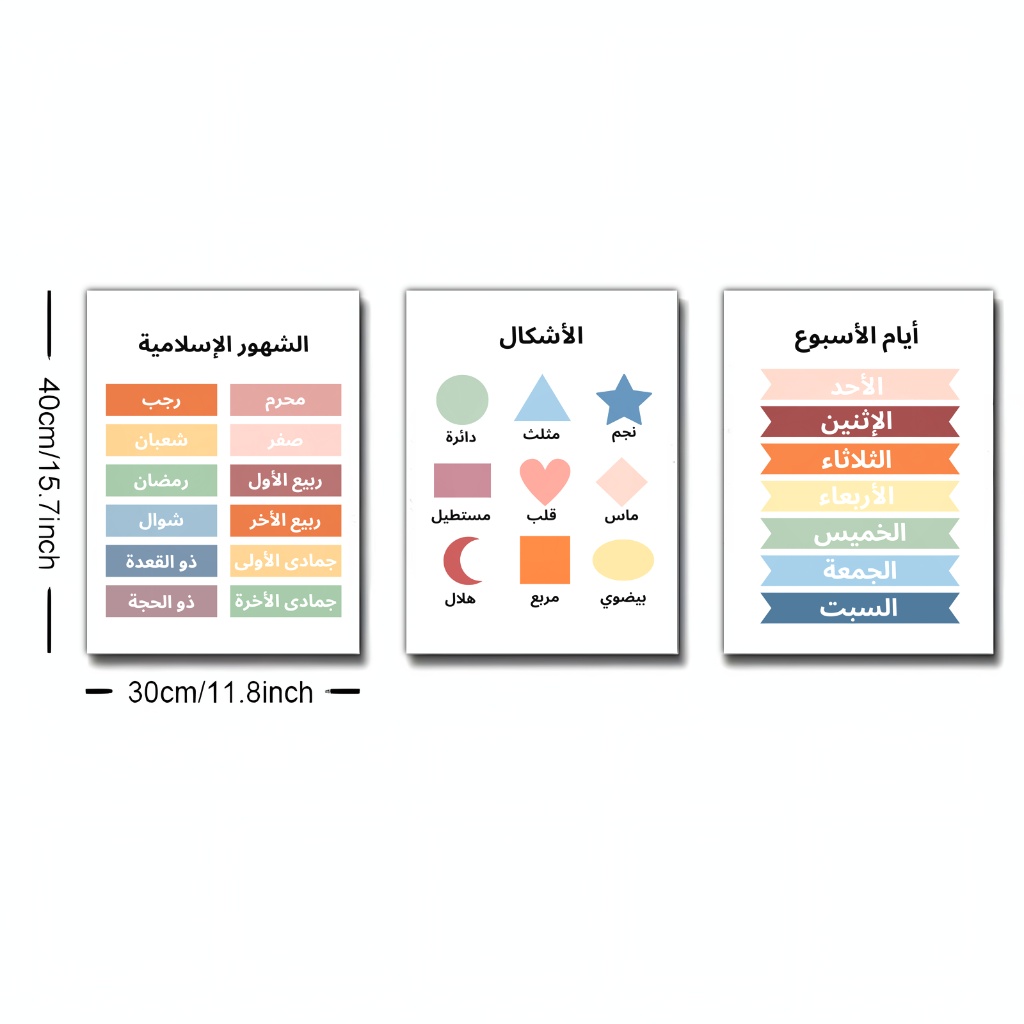 الشهور الإسلامية
محرم
صفر
ربيع الأول
ربيع الأخر
جمادى الأولى
جمادى الأخرة
رجب
شعبان
رمضان
شوال
ذو القعدة
ذو الحجة
الأشكال
نجم
مثلث
دائرة
ماس
قلب
مستطيل
بيضوي
مربع
هلال
أيام الأسبوع
الأحد
الإثنين
الثلاثاء
الأربعاء
الخميس
الجمعة
السبت
40cm/15.7inch
30cm/11.8inch